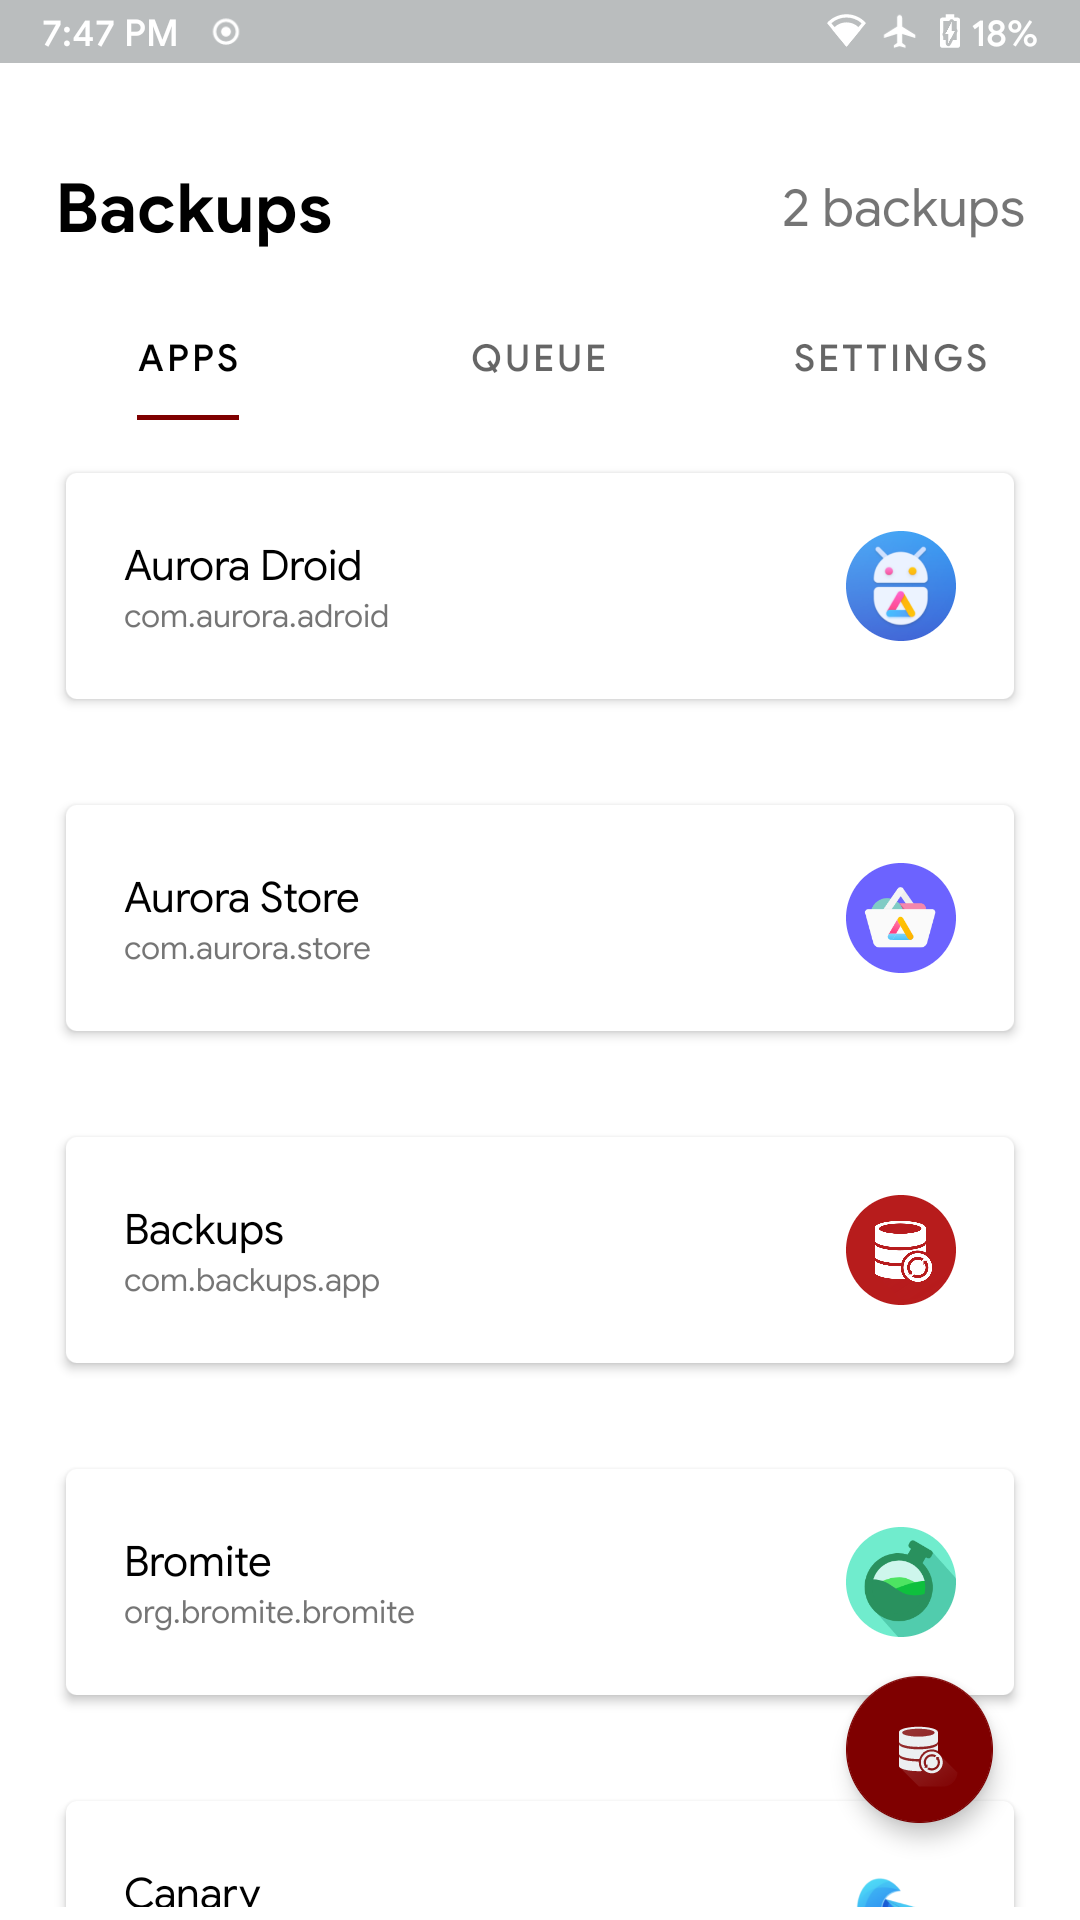 7:47 PM 18%
Backups 2 backups
APPS QUEUE SETTINGS
Aurora Droid
com.aurora.adroid
Aurora Store
com.aurora.store
Backups
com.backups.app
Bromite
org.bromite.bromite
Canary